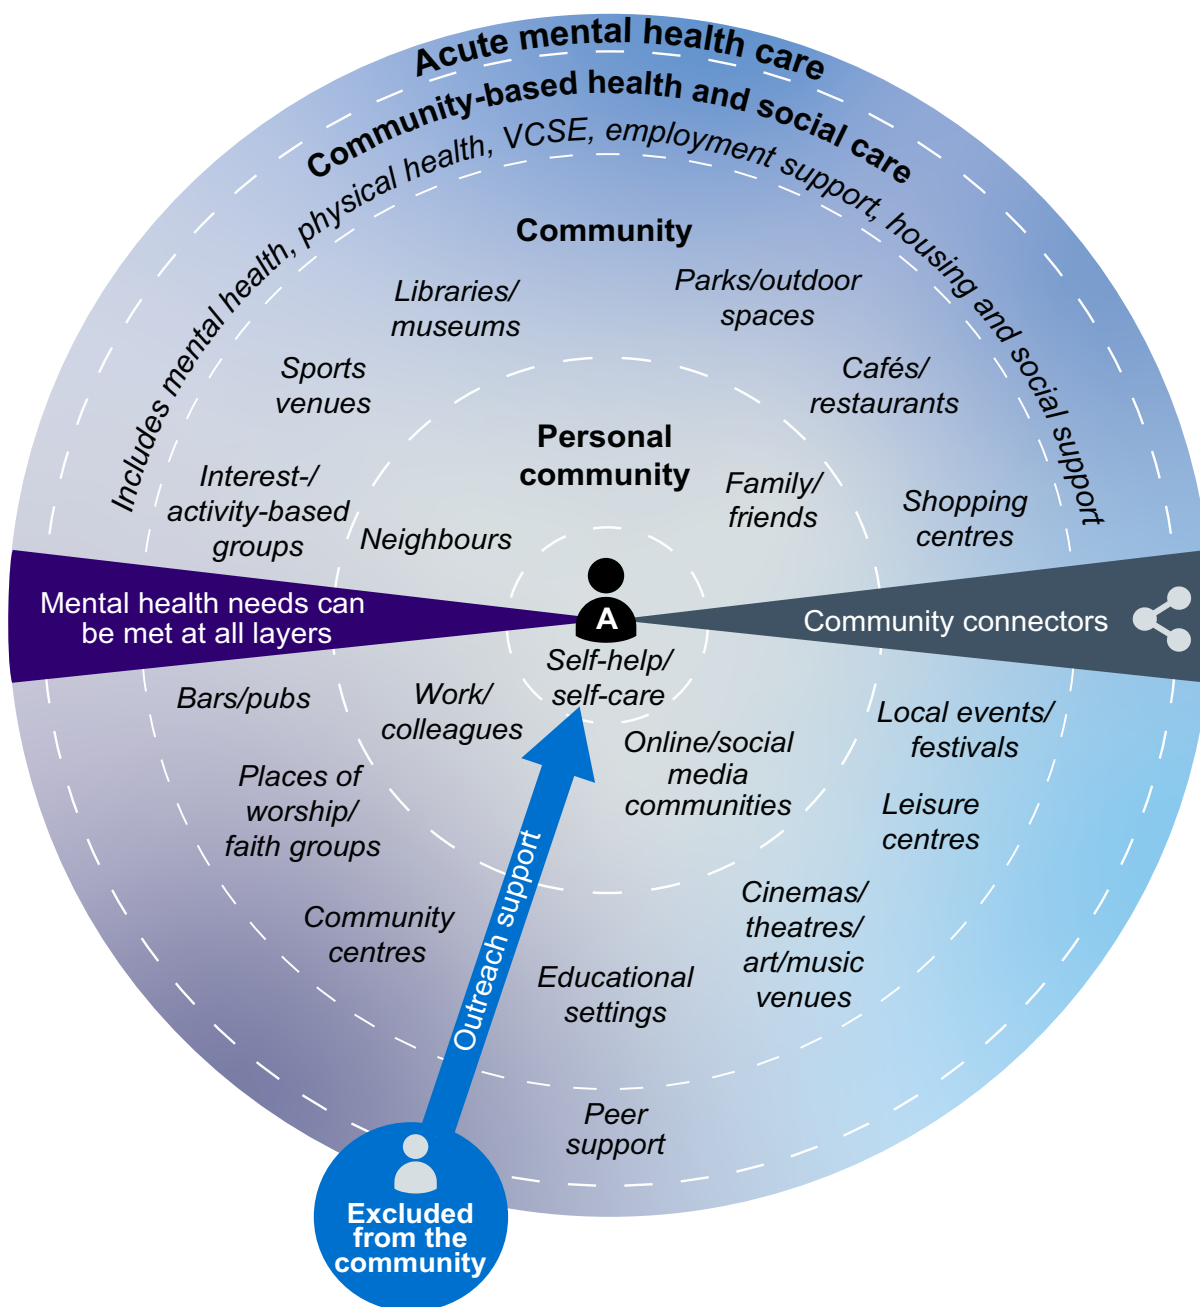 Acute mental health care
Community-based health and social care
Includes mental health, physical health, VCSE, employment support, housing and social support
Community
Libraries/
museums
Parks/outdoor
spaces
Sports
venues
Cafés/
restaurants
Personal
community
Interest-/
activity-based
groups
Neighbours
Family/
friends
Shopping
centres
Mental health needs can
be met at all layers
A
Community connectors
Self-help/
self-care
Bars/pubs
Work/
colleagues
Online/social
media
communities
Local events/
festivals
Places of
worship/
faith groups
Leisure
centres
Community
centres
Outreach support
Educational
settings
Cinemas/
theatres/
art/music
venues
Peer
support
Excluded
from the
community